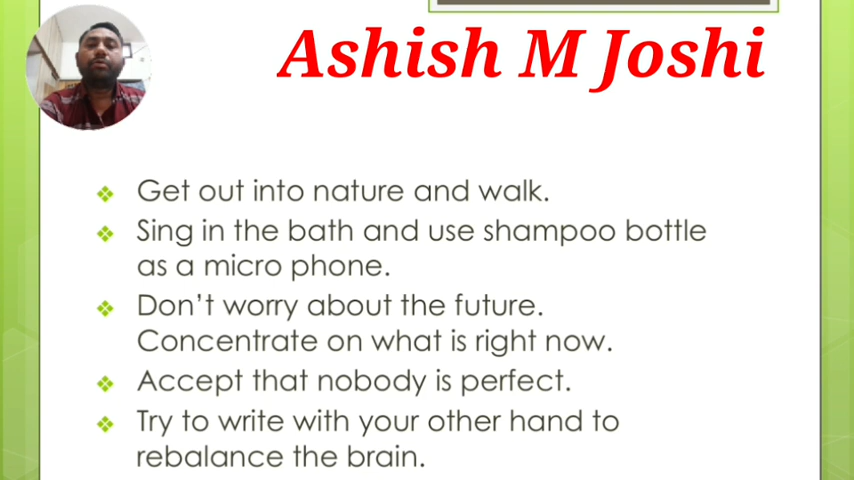 Ashish M Joshi
Get out into nature and walk.
Sing in the bath and use shampoo bottle
as a micro phone.
Don't worry about the future.
Concentrate on what is right now.
Accept that nobody is perfect.
Try to write with your other hand to
rebalance the brain.